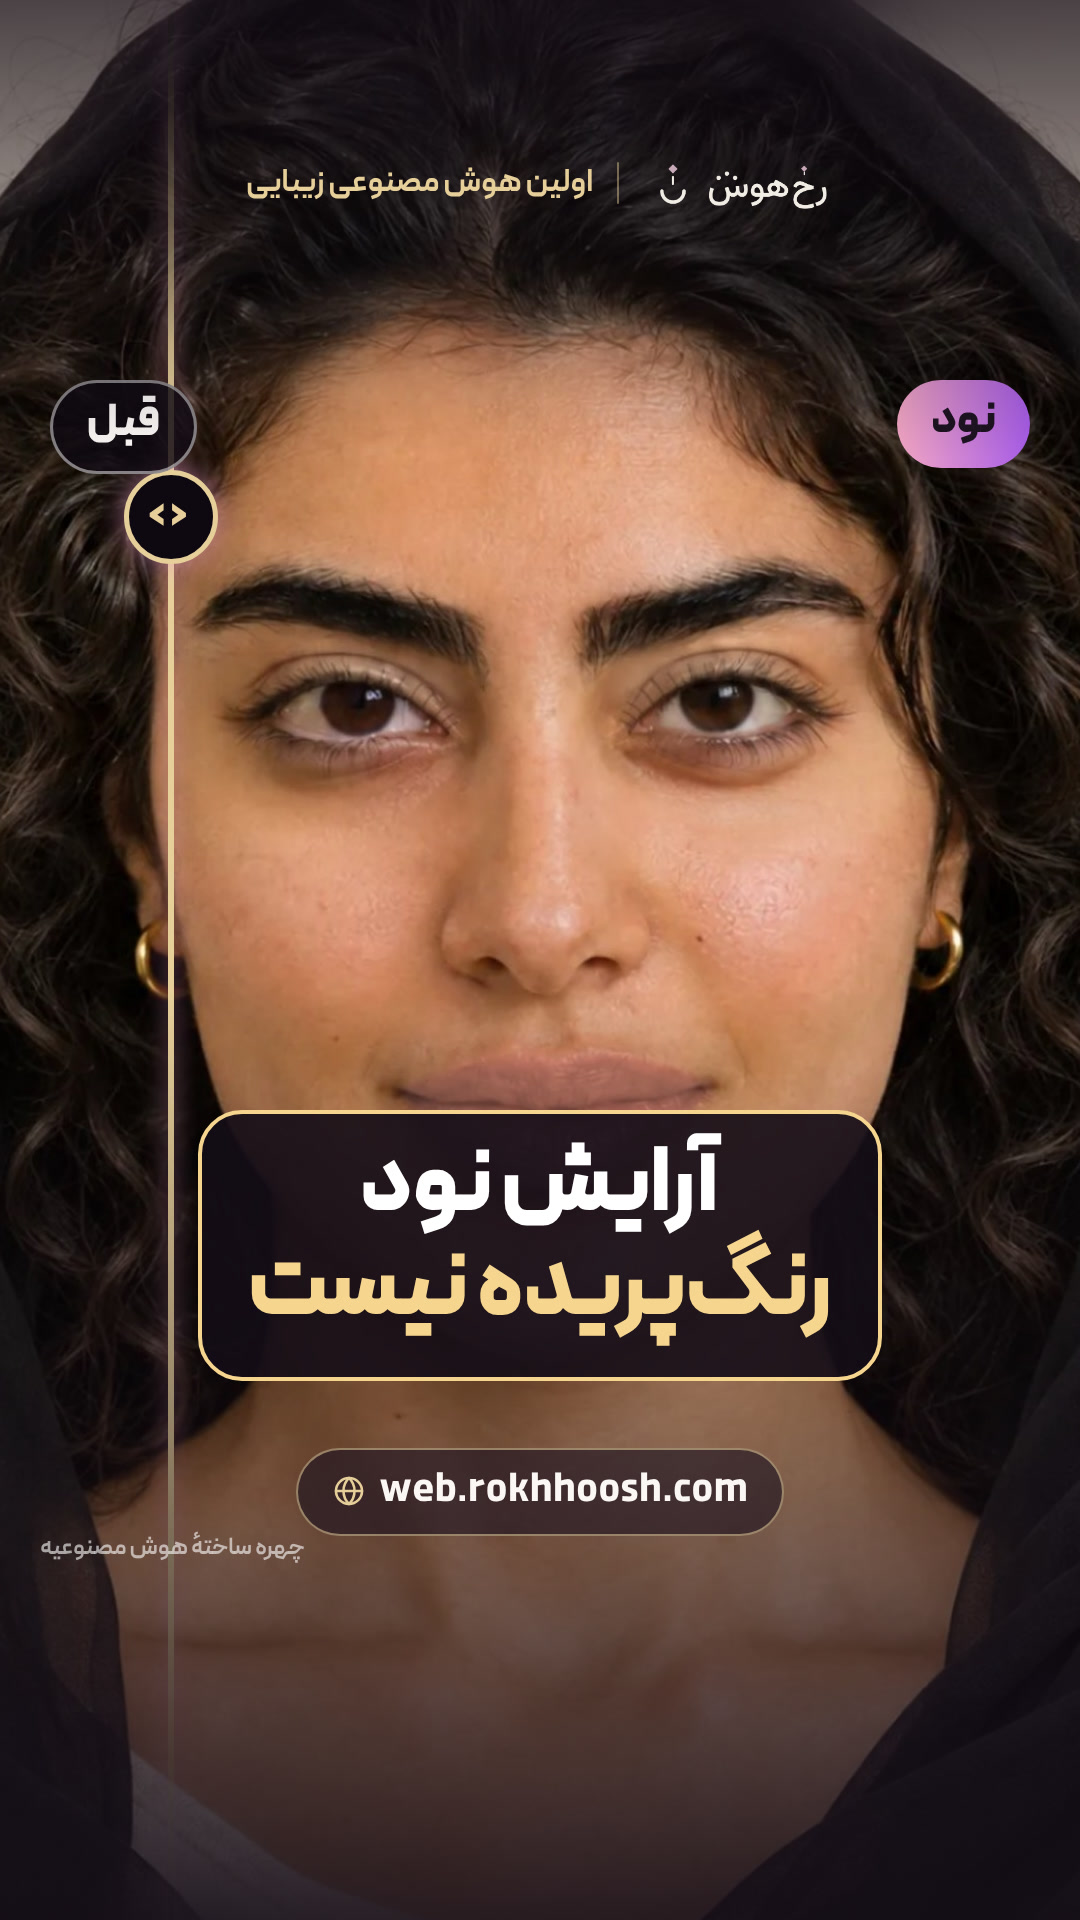 رخ هوش | اولین هوش مصنوعی زیبایی
قبل
نود
آرایش نود
رنگ‌پریده نیست
web.rokhhoosh.com
چهره ساختهٔ هوش مصنوعیه